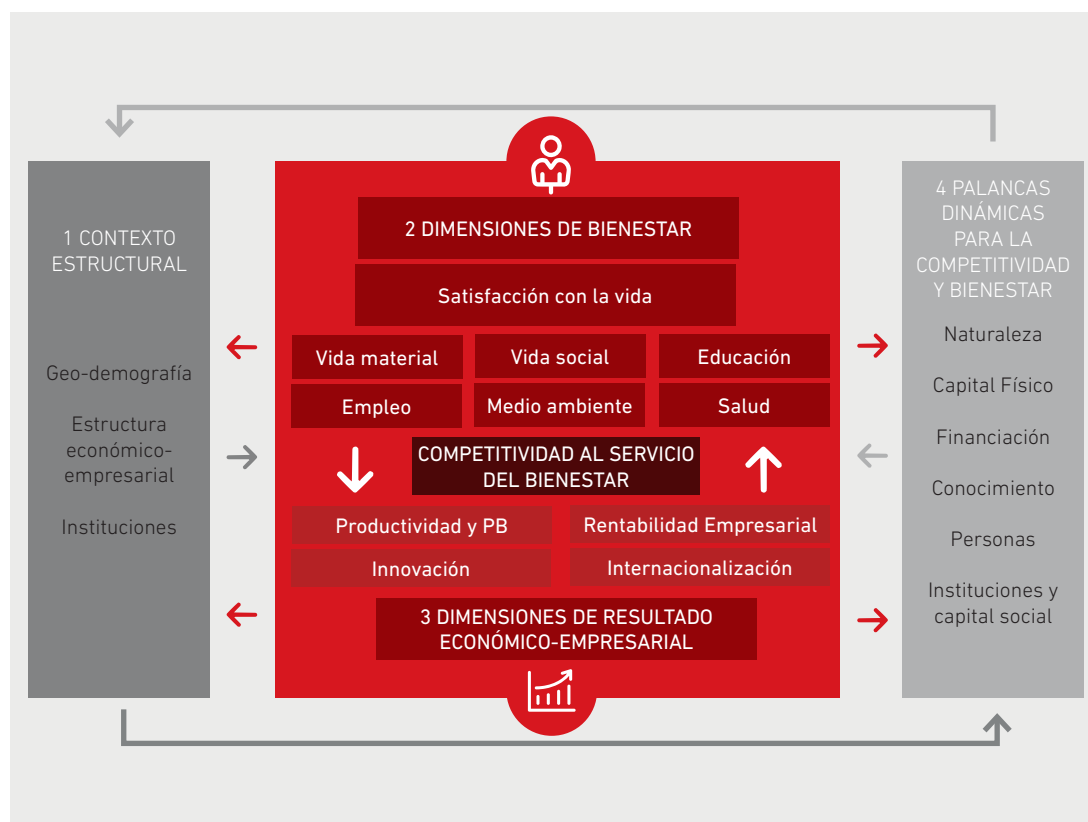 1 CONTEXTO
ESTRUCTURAL
Geo-demografía
Estructura
económico-
empresarial
Instituciones
2 DIMENSIONES DE BIENESTAR
Satisfacción con la vida
Vida material
Vida social
Educación
Empleo
Medio ambiente
Salud
COMPETITIVIDAD AL SERVICIO
DEL BIENESTAR
Productividad y PB
Rentabilidad Empresarial
Innovación
Internacionalización
3 DIMENSIONES DE RESULTADO
ECONÓMICO-EMPRESARIAL
4 PALANCAS
DINÁMICAS
PARA LA
COMPETITIVIDAD
Y BIENESTAR
Naturaleza
Capital Físico
Financiación
Conocimiento
Personas
Instituciones y
capital social